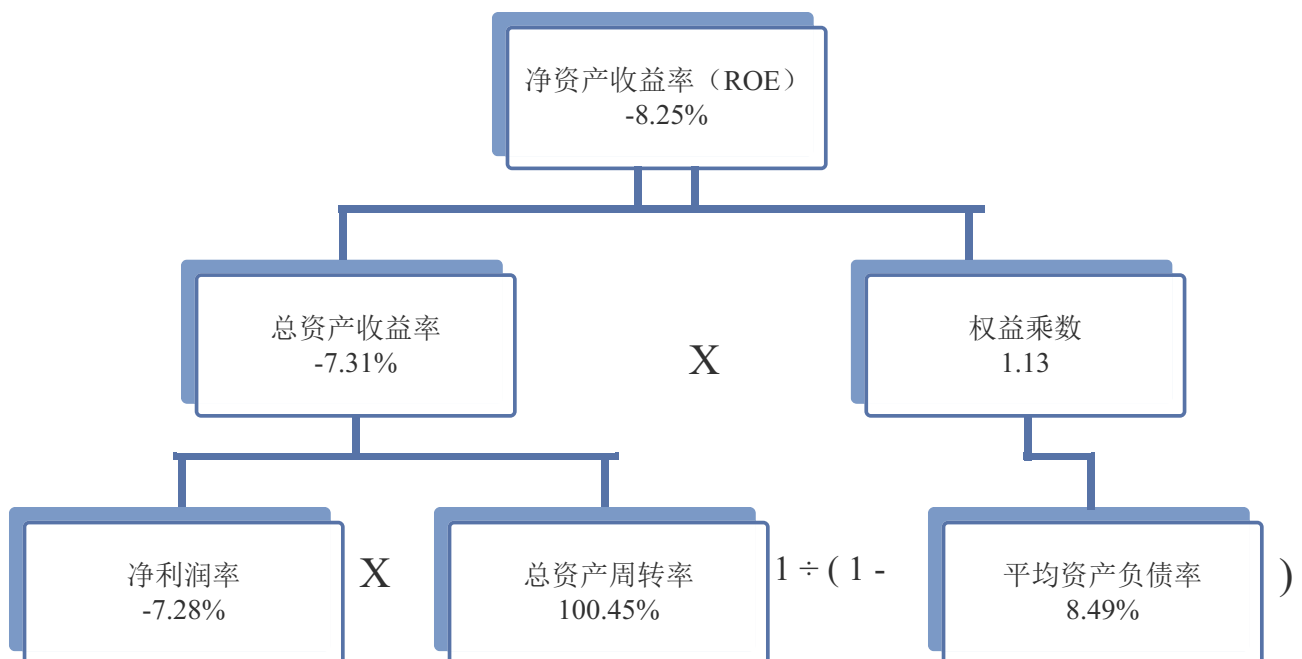 净资产收益率（ROE）
-8.25%
总资产收益率
-7.31%
X
权益乘数
1.13
净利润率
-7.28%
X
总资产周转率
100.45%
1 ÷ ( 1 -
平均资产负债率
8.49%
)